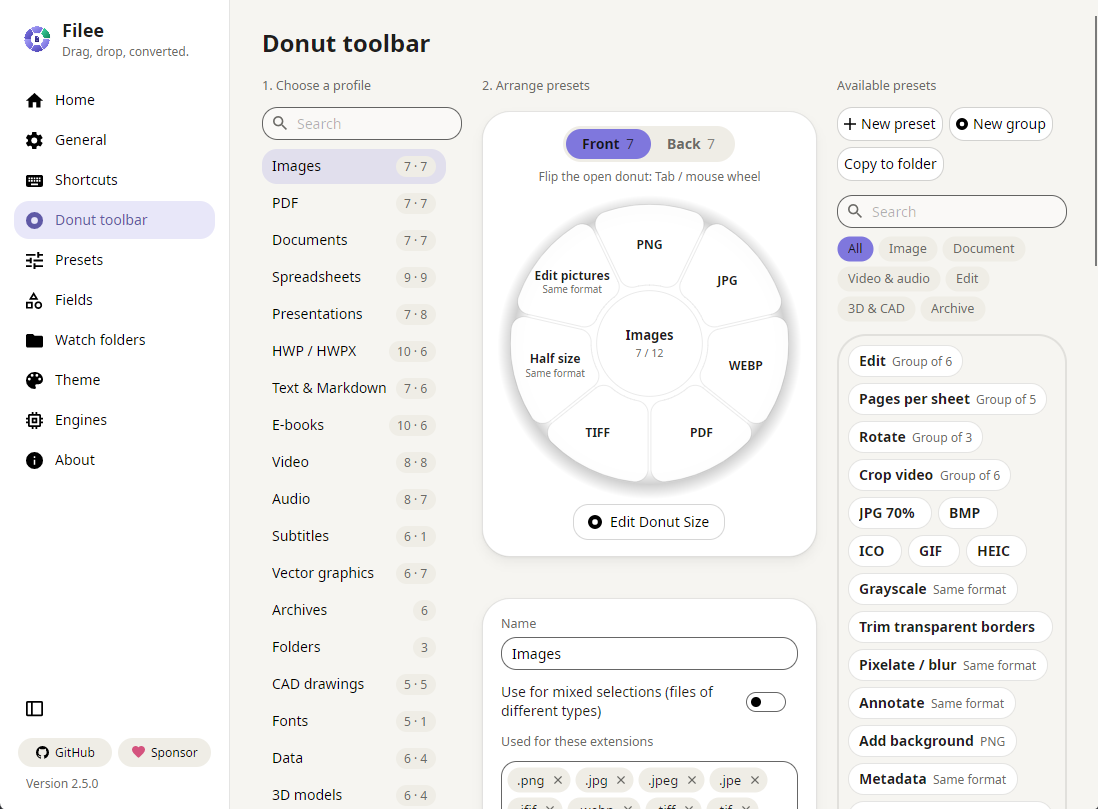 Filee
Drag, drop, converted.
Home
General
Shortcuts
Donut toolbar
Presets
Fields
Watch folders
Theme
Engines
About
GitHub
Sponsor
Version 2.5.0
Donut toolbar
1. Choose a profile
Search
Images 7 · 7
PDF 7 · 7
Documents 7 · 7
Spreadsheets 9 · 9
Presentations 7 · 8
HWP / HWPX 10 · 6
Text & Markdown 7 · 6
E-books 10 · 6
Video 8 · 8
Audio 8 · 7
Subtitles 6 · 1
Vector graphics 6 · 7
Archives 6
Folders 3
CAD drawings 5 · 5
Fonts 5 · 1
Data 6 · 4
3D models 6 · 4
2. Arrange presets
Front 7 Back 7
Flip the open donut: Tab / mouse wheel
PNG
JPG
WEBP
PDF
TIFF
Half size
Same format
Edit pictures
Same format
Images
7 / 12
Edit Donut Size
Name
Images
Use for mixed selections (files of
different types)
Used for these extensions
.png .jpg .jpeg .jpe
.jfif .webp .tiff .tif
Available presets
New preset New group
Copy to folder
Search
All Image Document
Video & audio Edit
3D & CAD Archive
Edit Group of 6
Pages per sheet Group of 5
Rotate Group of 3
Crop video Group of 6
JPG 70% BMP
ICO GIF HEIC
Grayscale Same format
Trim transparent borders
Pixelate / blur Same format
Annotate Same format
Add background PNG
Metadata Same format